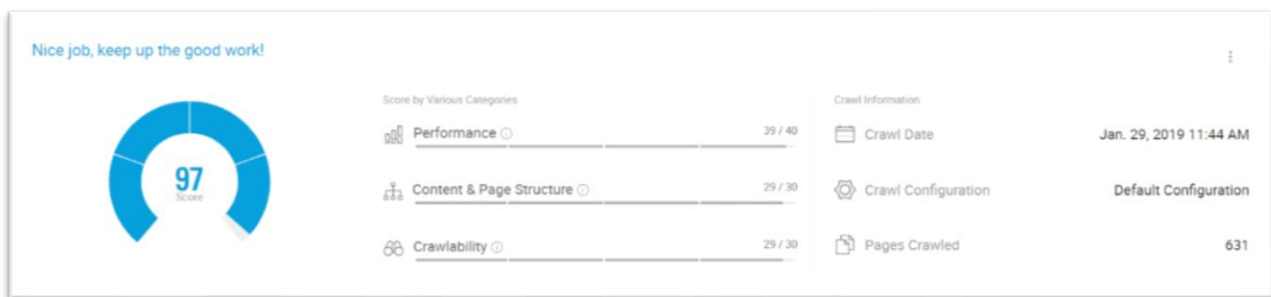 Nice job, keep up the good work!
97
Score
Score by Various Categories
Performance
39 / 40
Content & Page Structure
29 / 30
Crawlability
29 / 30
Crawl Information
Crawl Date
Jan. 29, 2019 11:44 AM
Crawl Configuration
Default Configuration
Pages Crawled
631